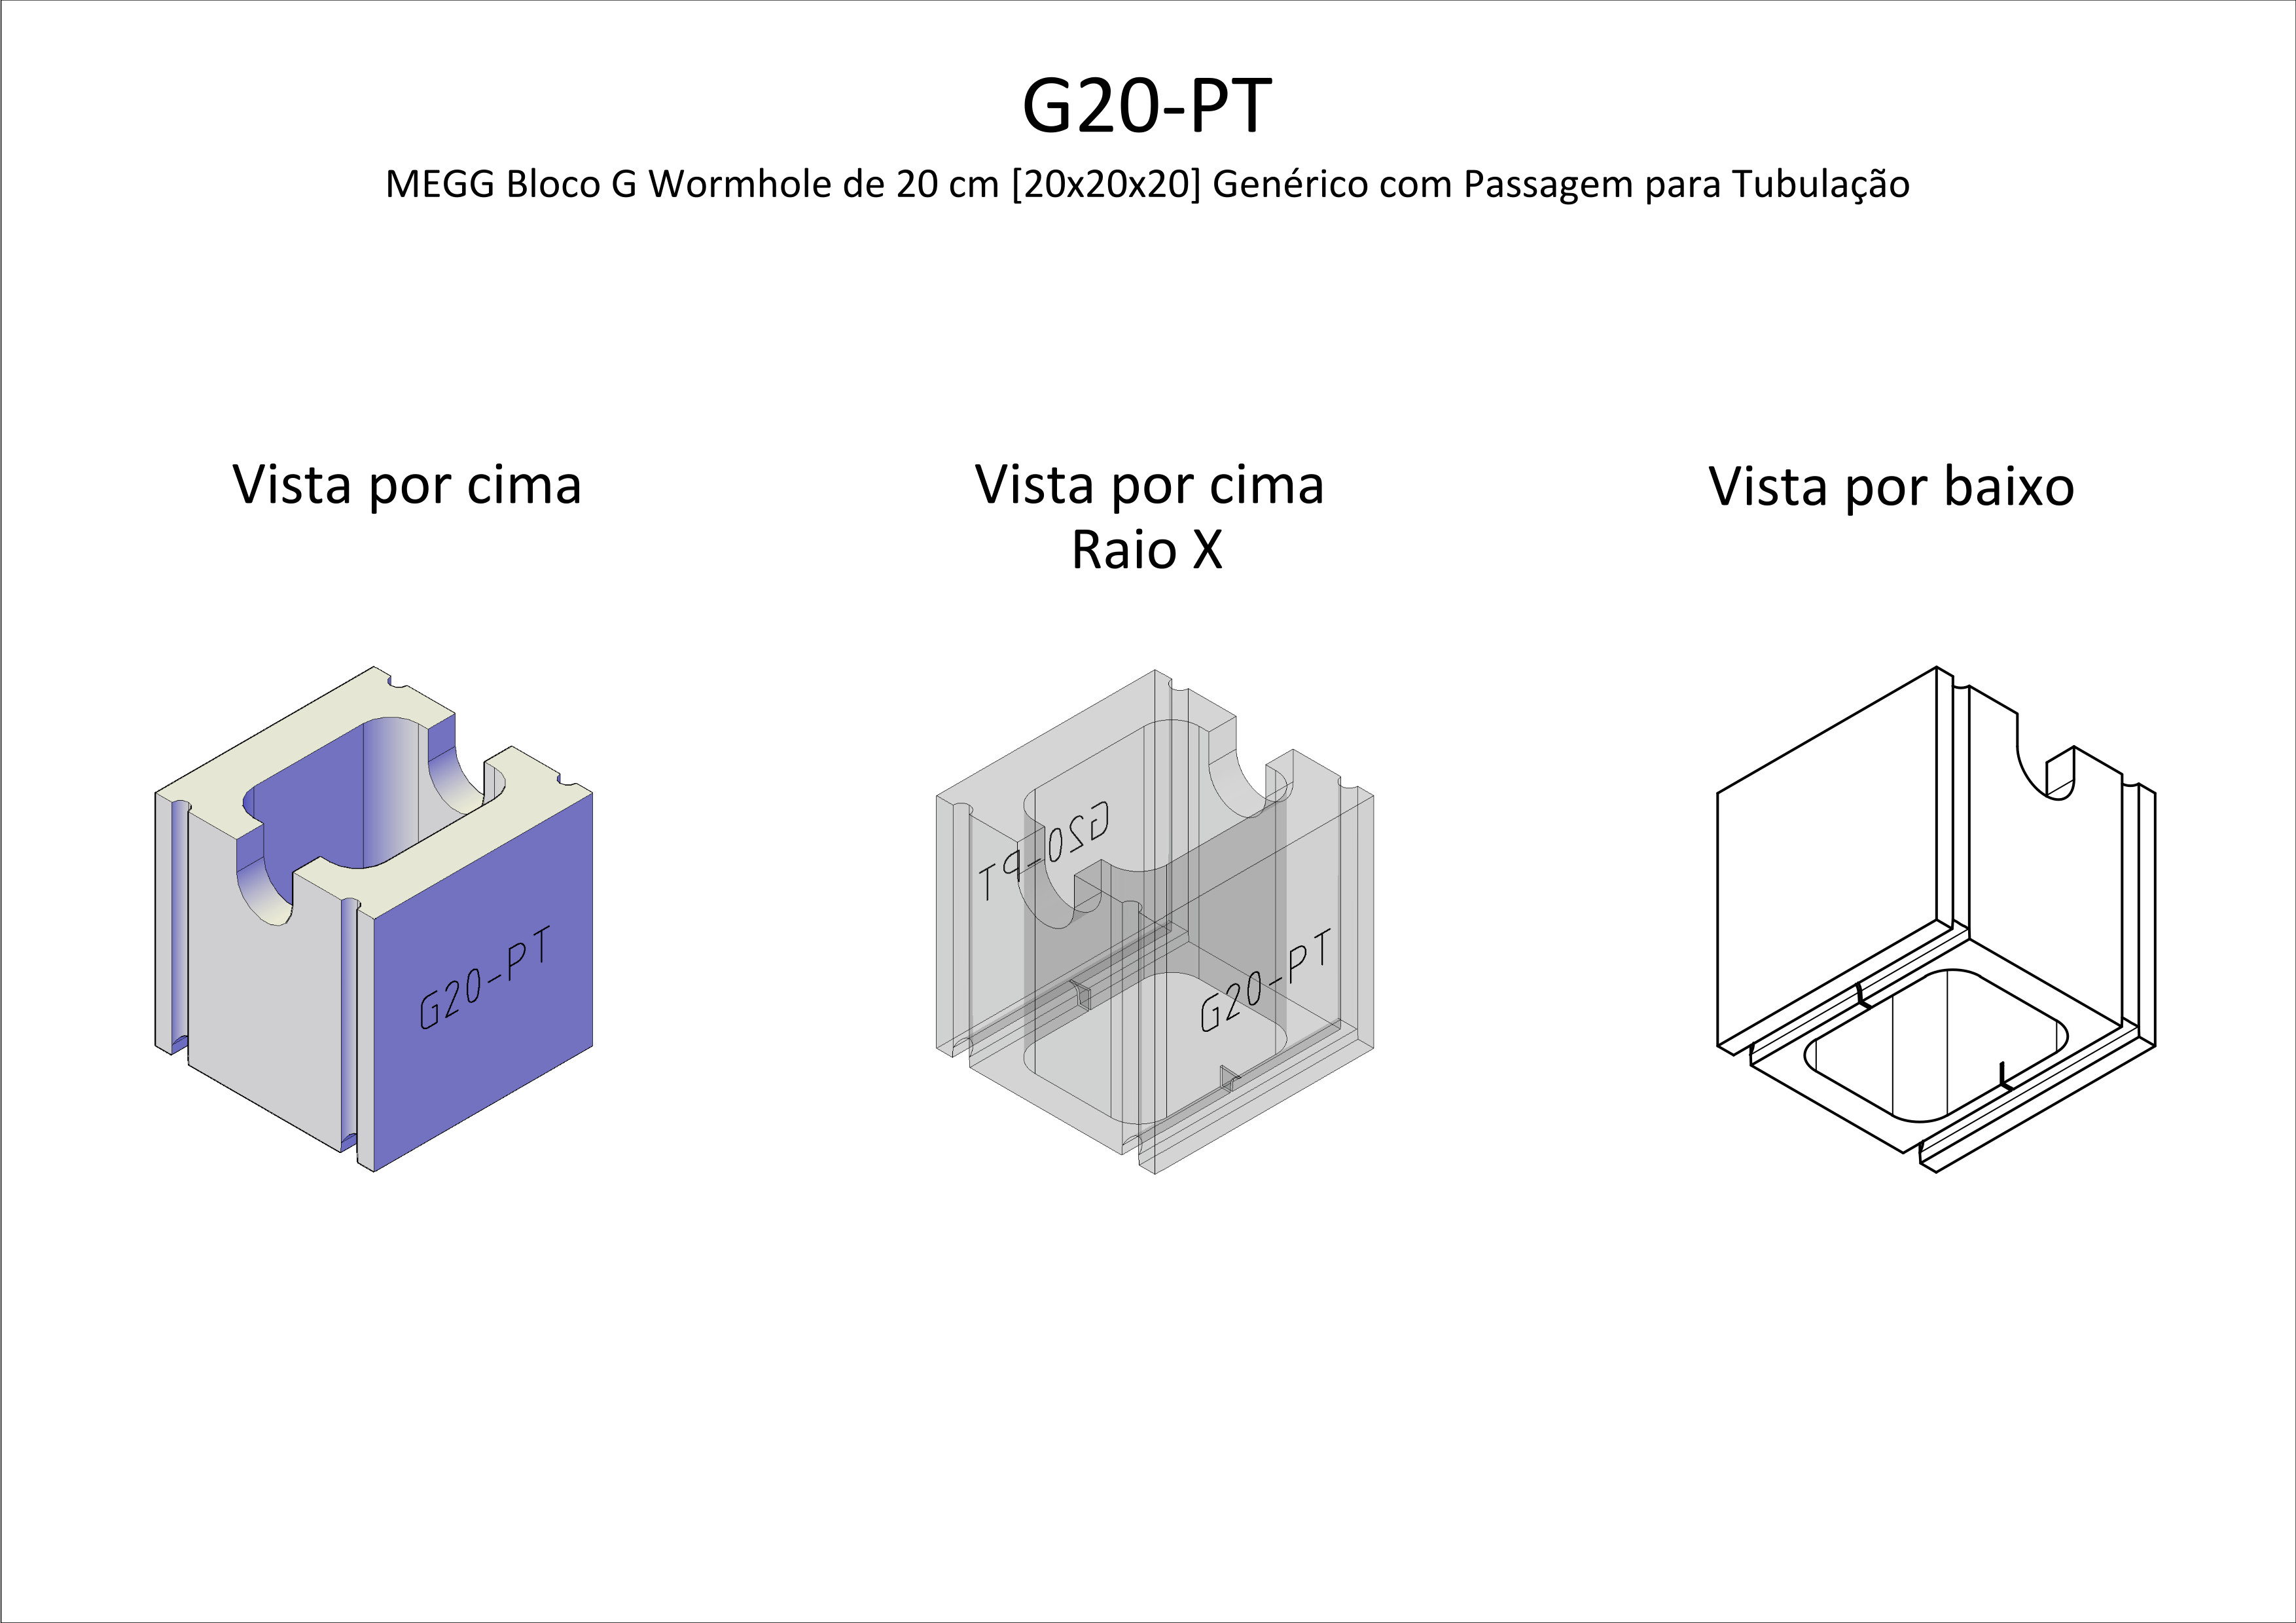 G20-PT
MEGG Bloco G Wormhole de 20 cm [20x20x20] Genérico com Passagem para Tubulação
Vista por cima
Vista por cima
Raio X
Vista por baixo
G20-PT
G20-PT
G20-PT